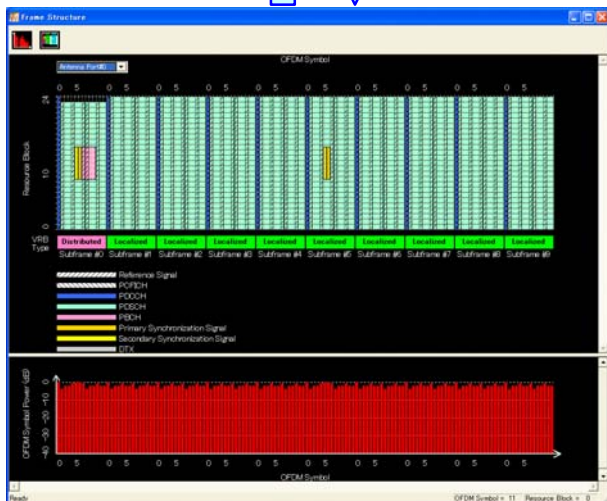 Frame Structure
OFDM Symbol
Antenna Port#0
0 5 0 5 0 5 0 5 0 5 0 5 0 5 0 5 0 5 0 5
24
10
0
Resource Block
VRB Type
Distributed Localized Localized Localized Localized Localized Localized Localized Localized Localized
Subframe #0 Subframe #1 Subframe #2 Subframe #3 Subframe #4 Subframe #5 Subframe #6 Subframe #7 Subframe #8 Subframe #9
Reference Signal
PCFICH
PDCCH
PDSCH
PBCH
Primary Synchronization Signal
Secondary Synchronization Signal
DTX
OFDM Symbol Power (dB)
0
-10
-20
-30
-40
0 5 0 5 0 5 0 5 0 5 0 5 0 5 0 5 0 5 0 5
OFDM Symbol
Ready
OFDM Symbol = 11 Resource Block = 0